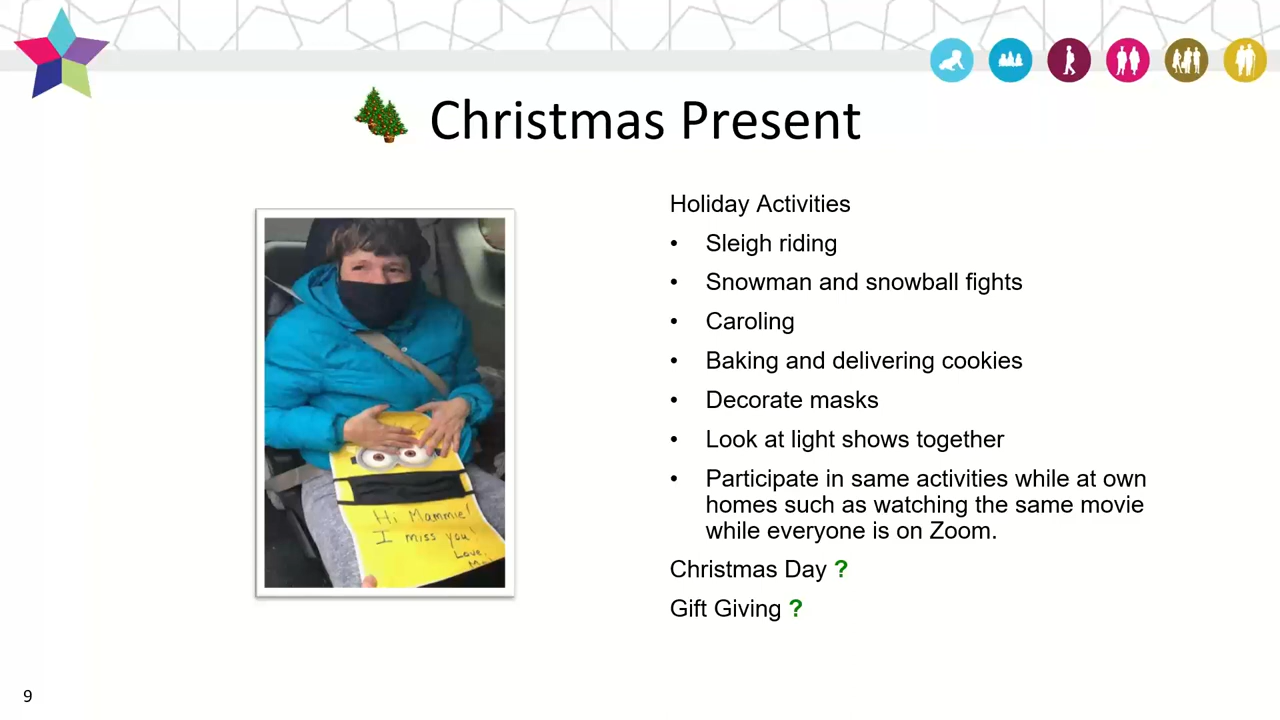 Christmas Present
Hi Mammie!
I miss you!
Love,
Holiday Activities
• Sleigh riding
• Snowman and snowball fights
• Caroling
• Baking and delivering cookies
• Decorate masks
• Look at light shows together
• Participate in same activities while at own
homes such as watching the same movie
while everyone is on Zoom.
Christmas Day ?
Gift Giving ?
9